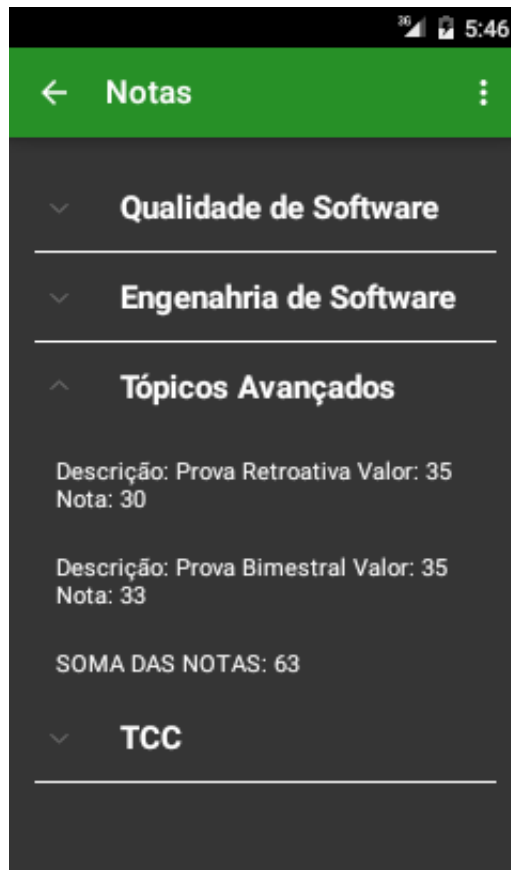 3G 5:46
Notas
Qualidade de Software
Engenahria de Software
Tópicos Avançados
Descrição: Prova Retroativa Valor: 35
Nota: 30
Descrição: Prova Bimestral Valor: 35
Nota: 33
SOMA DAS NOTAS: 63
TCC